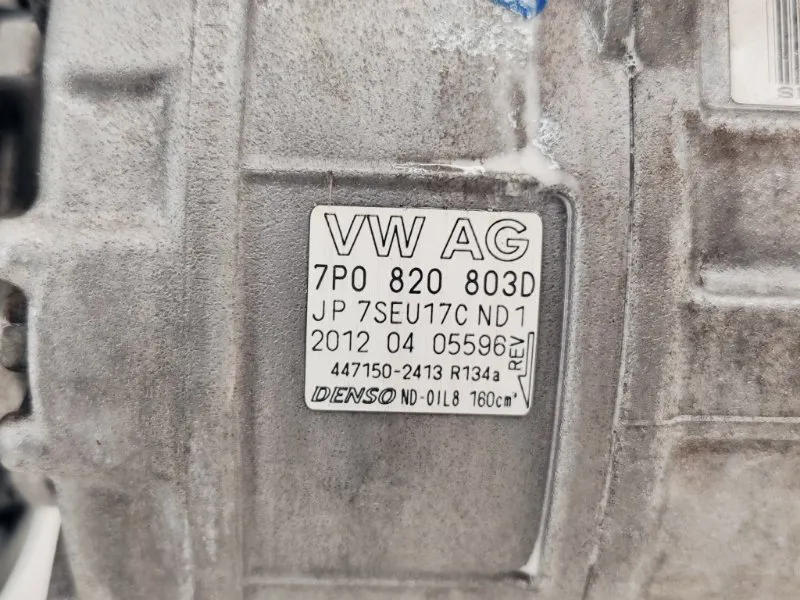 VW AG
7P0 820 803D
JP 7SEU17C ND1
2012 04 05596
REV
447150-2413 R134a
DENSO ND-OIL8 160cm³